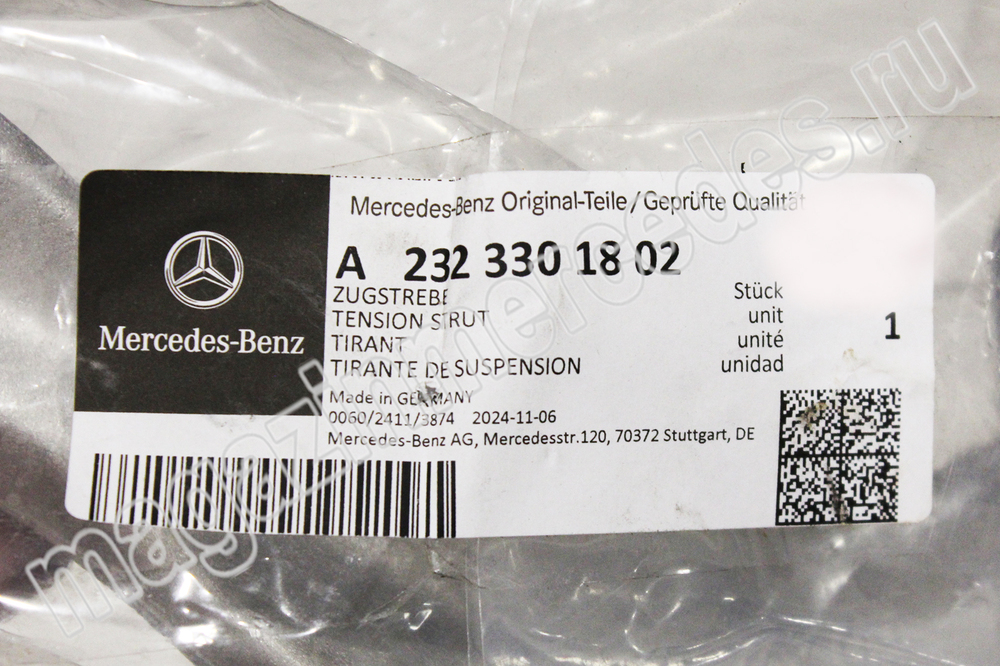 Mercedes-Benz Original-Teile/Geprüfte Qualität
A 232 330 18 02
ZUGSTREBE
TENSION STRUT
TIRANT
TIRANTE DE SUSPENSION
Stück
unit
unité
unidad
1
Mercedes-Benz
Made in GERMANY
0060/2411/3874 2024-11-06
Mercedes-Benz AG, Mercedesstr.120, 70372 Stuttgart, DE
magazinmercedes.ru